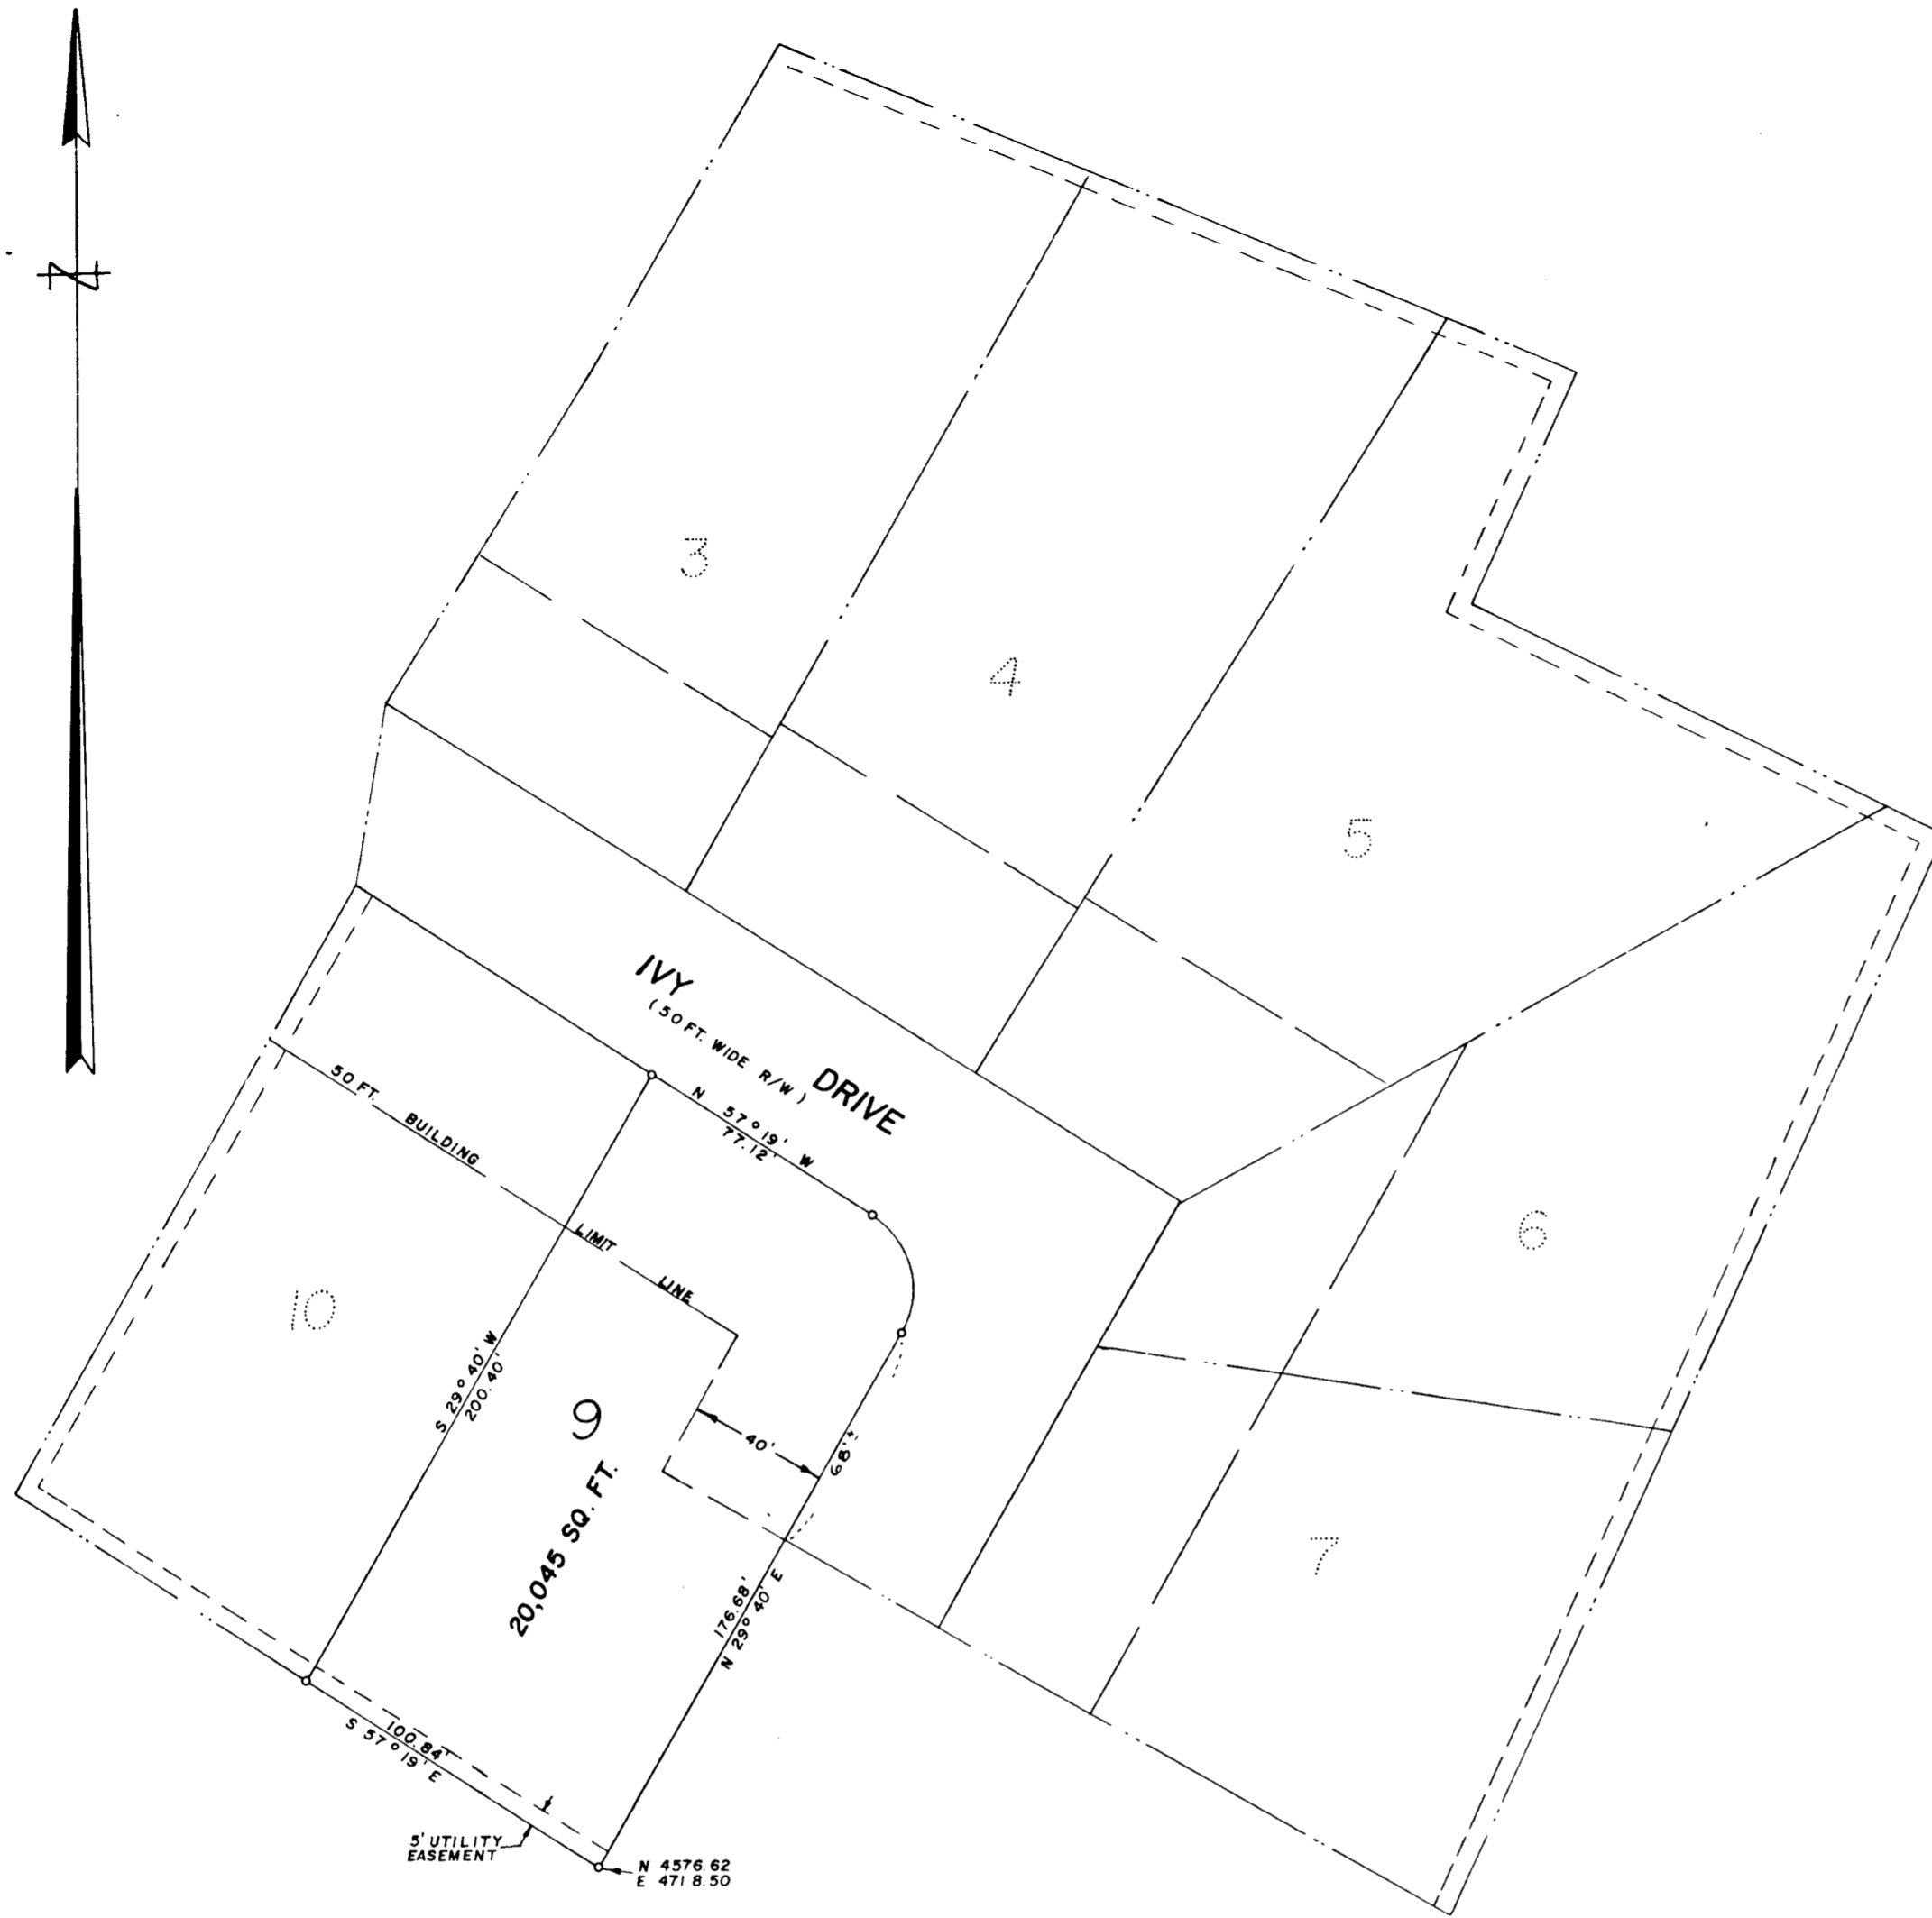 N
3
4
5
6
7
IVY DRIVE
( 50 FT. WIDE R/W )
N 57° 19' W
77.12'
50 FT. BUILDING LIMIT LINE
10
S 29° 40' W
200.40'
9
20,045 SQ. FT.
40'
68'±
176.68'
N 29° 40' E
100.84'
S 57° 19' E
5' UTILITY
EASEMENT
N 4576.62
E 4718.50